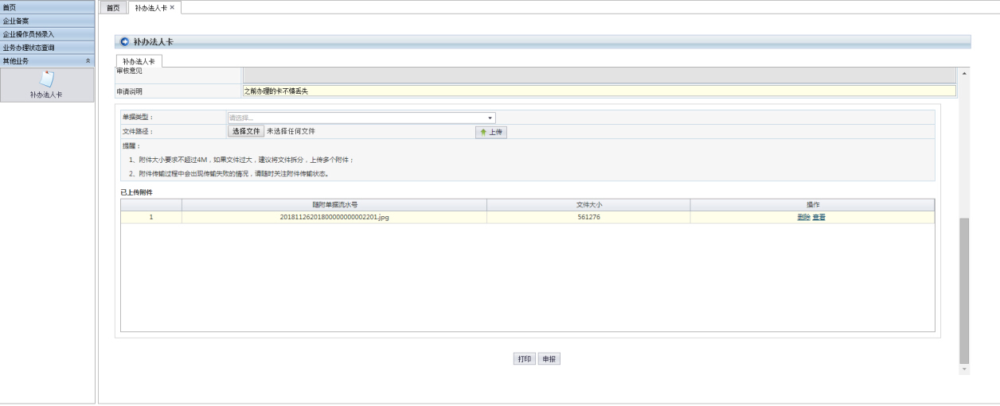 首页
企业备案
企业操作员预录入
业务办理状态查询
其他业务
补办法人卡
首页 补办法人卡 ×
补办法人卡
补办法人卡
审核意见
申请说明 之前办理的卡不慎丢失
单据类型： 请选择...
文件路径： 选择文件 未选择任何文件 上传
提醒：
1、附件大小要求不超过4M，如果文件过大，建议将文件拆分，上传多个附件；
2、附件传输过程中会出现传输失败的情况，请随时关注附件传输状态。
已上传附件
随附单据流水号 文件大小 操作
1 20181126201800000000002201.jpg 561276 删除 查看
打印 申报